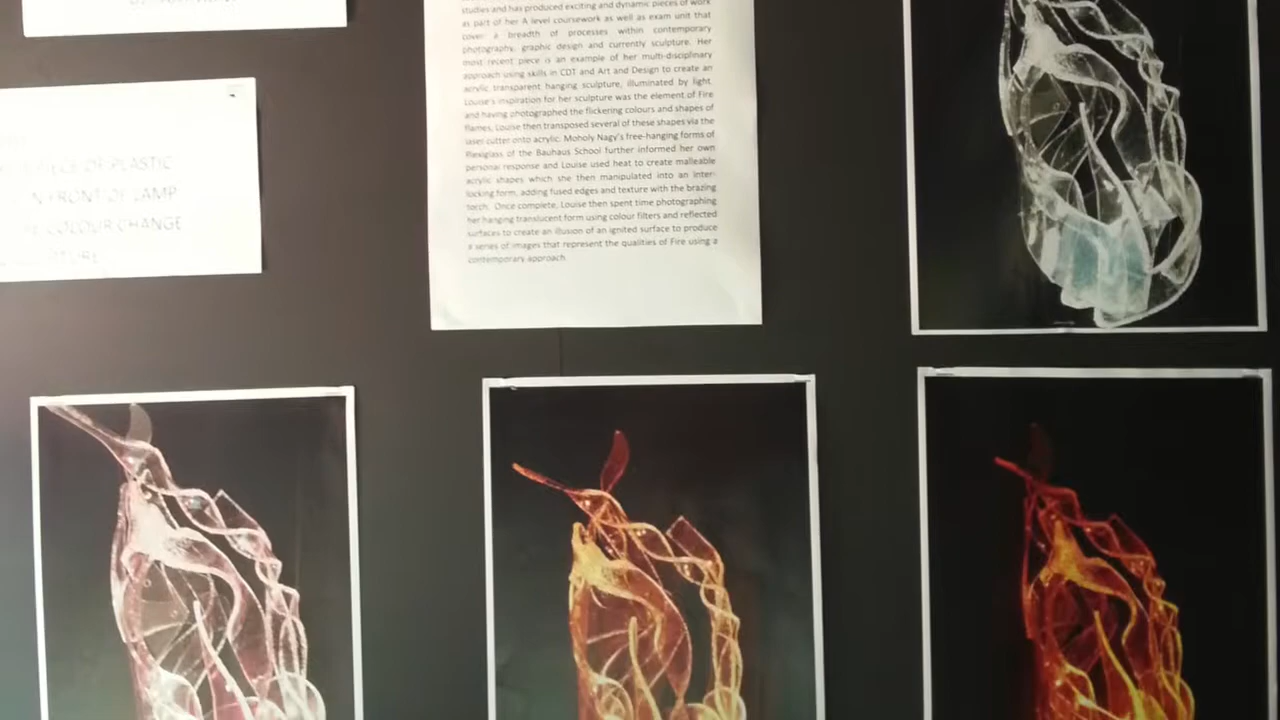 PIECE OF PLASTIC
IN FRONT OF LAMP
COLOUR CHANGE
studies and has produced exciting and dynamic pieces of work
as part of her A level coursework as well as exam unit that
cover a breadth of processes within contemporary
photography, graphic design and currently sculpture. Her
most recent piece is an example of her multi-disciplinary
approach using skills in CDT and Art and Design to create an
acrylic transparent hanging sculpture, illuminated by light.
Louise's inspiration for her sculpture was the element of Fire
and having photographed the flickering colours and shapes of
flames, Louise then transposed several of these shapes via the
laser cutter onto acrylic. Moholy Nagy's free-hanging forms of
Plexiglass of the Bauhaus School further informed her own
personal response and Louise used heat to create malleable
acrylic shapes which she then manipulated into an inter-
locking form, adding fused edges and texture with the brazing
torch. Once complete, Louise then spent time photographing
her hanging translucent form using colour filters and reflected
surfaces to create an illusion of an ignited surface to produce
a series of images that represent the qualities of Fire using a
contemporary approach.